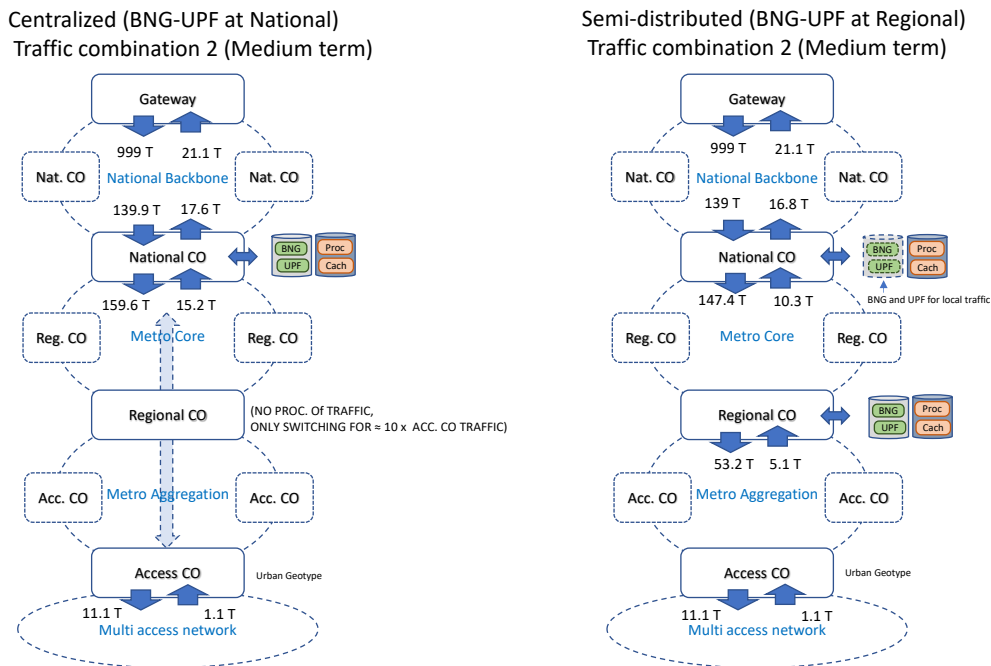 Centralized (BNG-UPF at National)
Traffic combination 2 (Medium term)
Gateway
999 T
21.1 T
Nat. CO
National Backbone
Nat. CO
139.9 T
17.6 T
National CO
BNG
UPF
Proc
Cach
159.6 T
15.2 T
Reg. CO
Metro Core
Reg. CO
Regional CO
(NO PROC. Of TRAFFIC,
ONLY SWITCHING FOR ≈ 10 x ACC. CO TRAFFIC)
Acc. CO
Metro Aggregation
Acc. CO
Access CO
Urban Geotype
11.1 T
1.1 T
Multi access network
Semi-distributed (BNG-UPF at Regional)
Traffic combination 2 (Medium term)
Gateway
999 T
21.1 T
Nat. CO
National Backbone
Nat. CO
139 T
16.8 T
National CO
BNG
UPF
Proc
Cach
BNG and UPF for local traffic
147.4 T
10.3 T
Reg. CO
Metro Core
Reg. CO
Regional CO
BNG
UPF
Proc
Cach
53.2 T
5.1 T
Acc. CO
Metro Aggregation
Acc. CO
Access CO
Urban Geotype
11.1 T
1.1 T
Multi access network